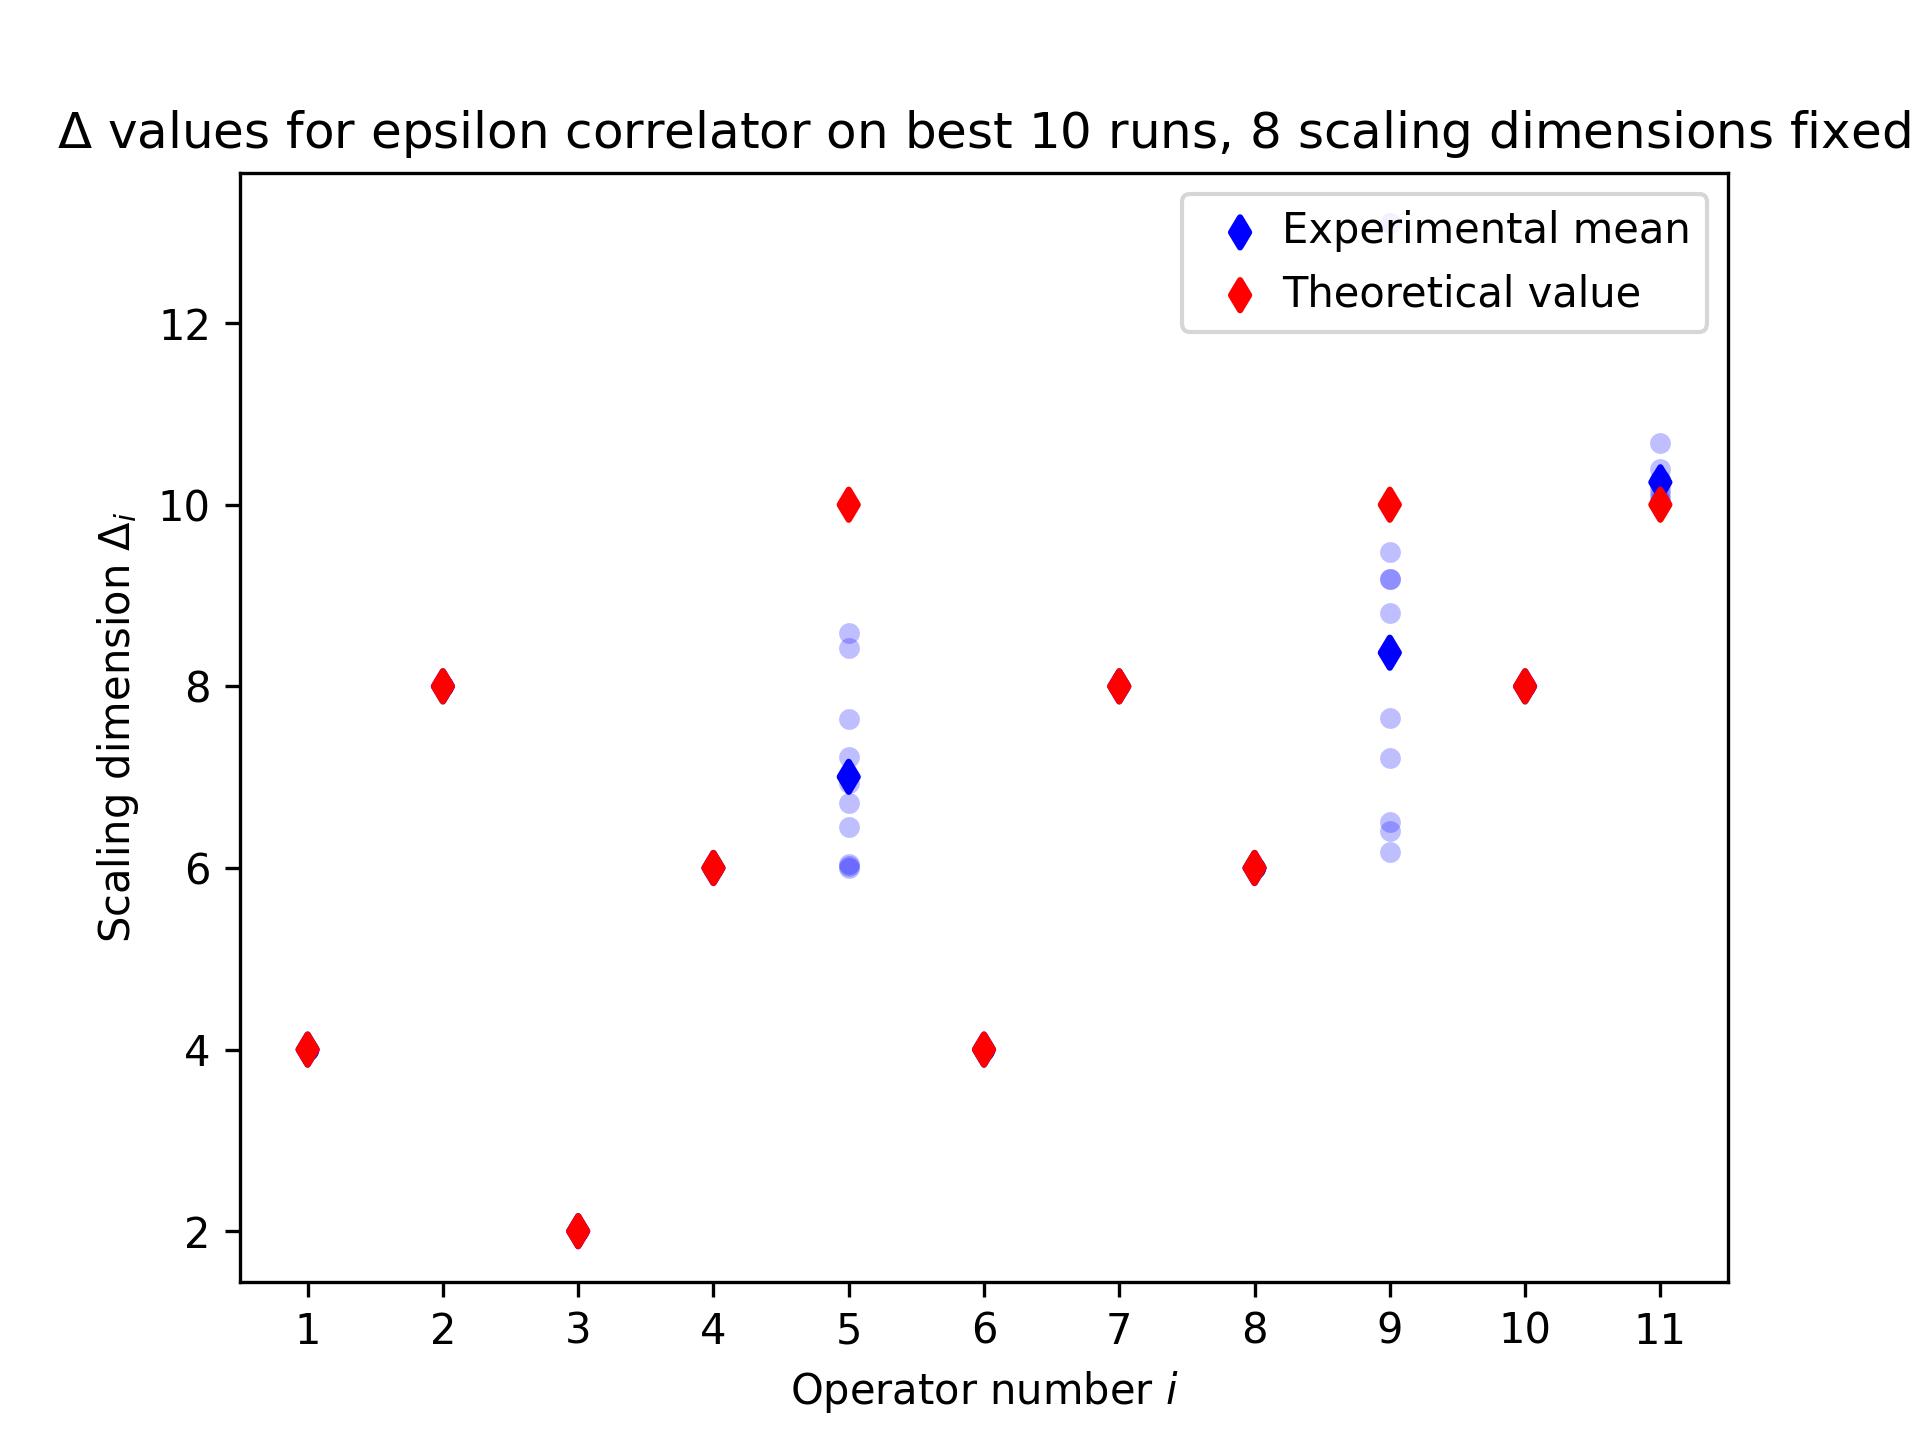 Δ values for epsilon correlator on best 10 runs, 8 scaling dimensions fixed
Experimental mean
Theoretical value
12
10
8
6
4
2
Scaling dimension Δᵢ
1 2 3 4 5 6 7 8 9 10 11
Operator number i